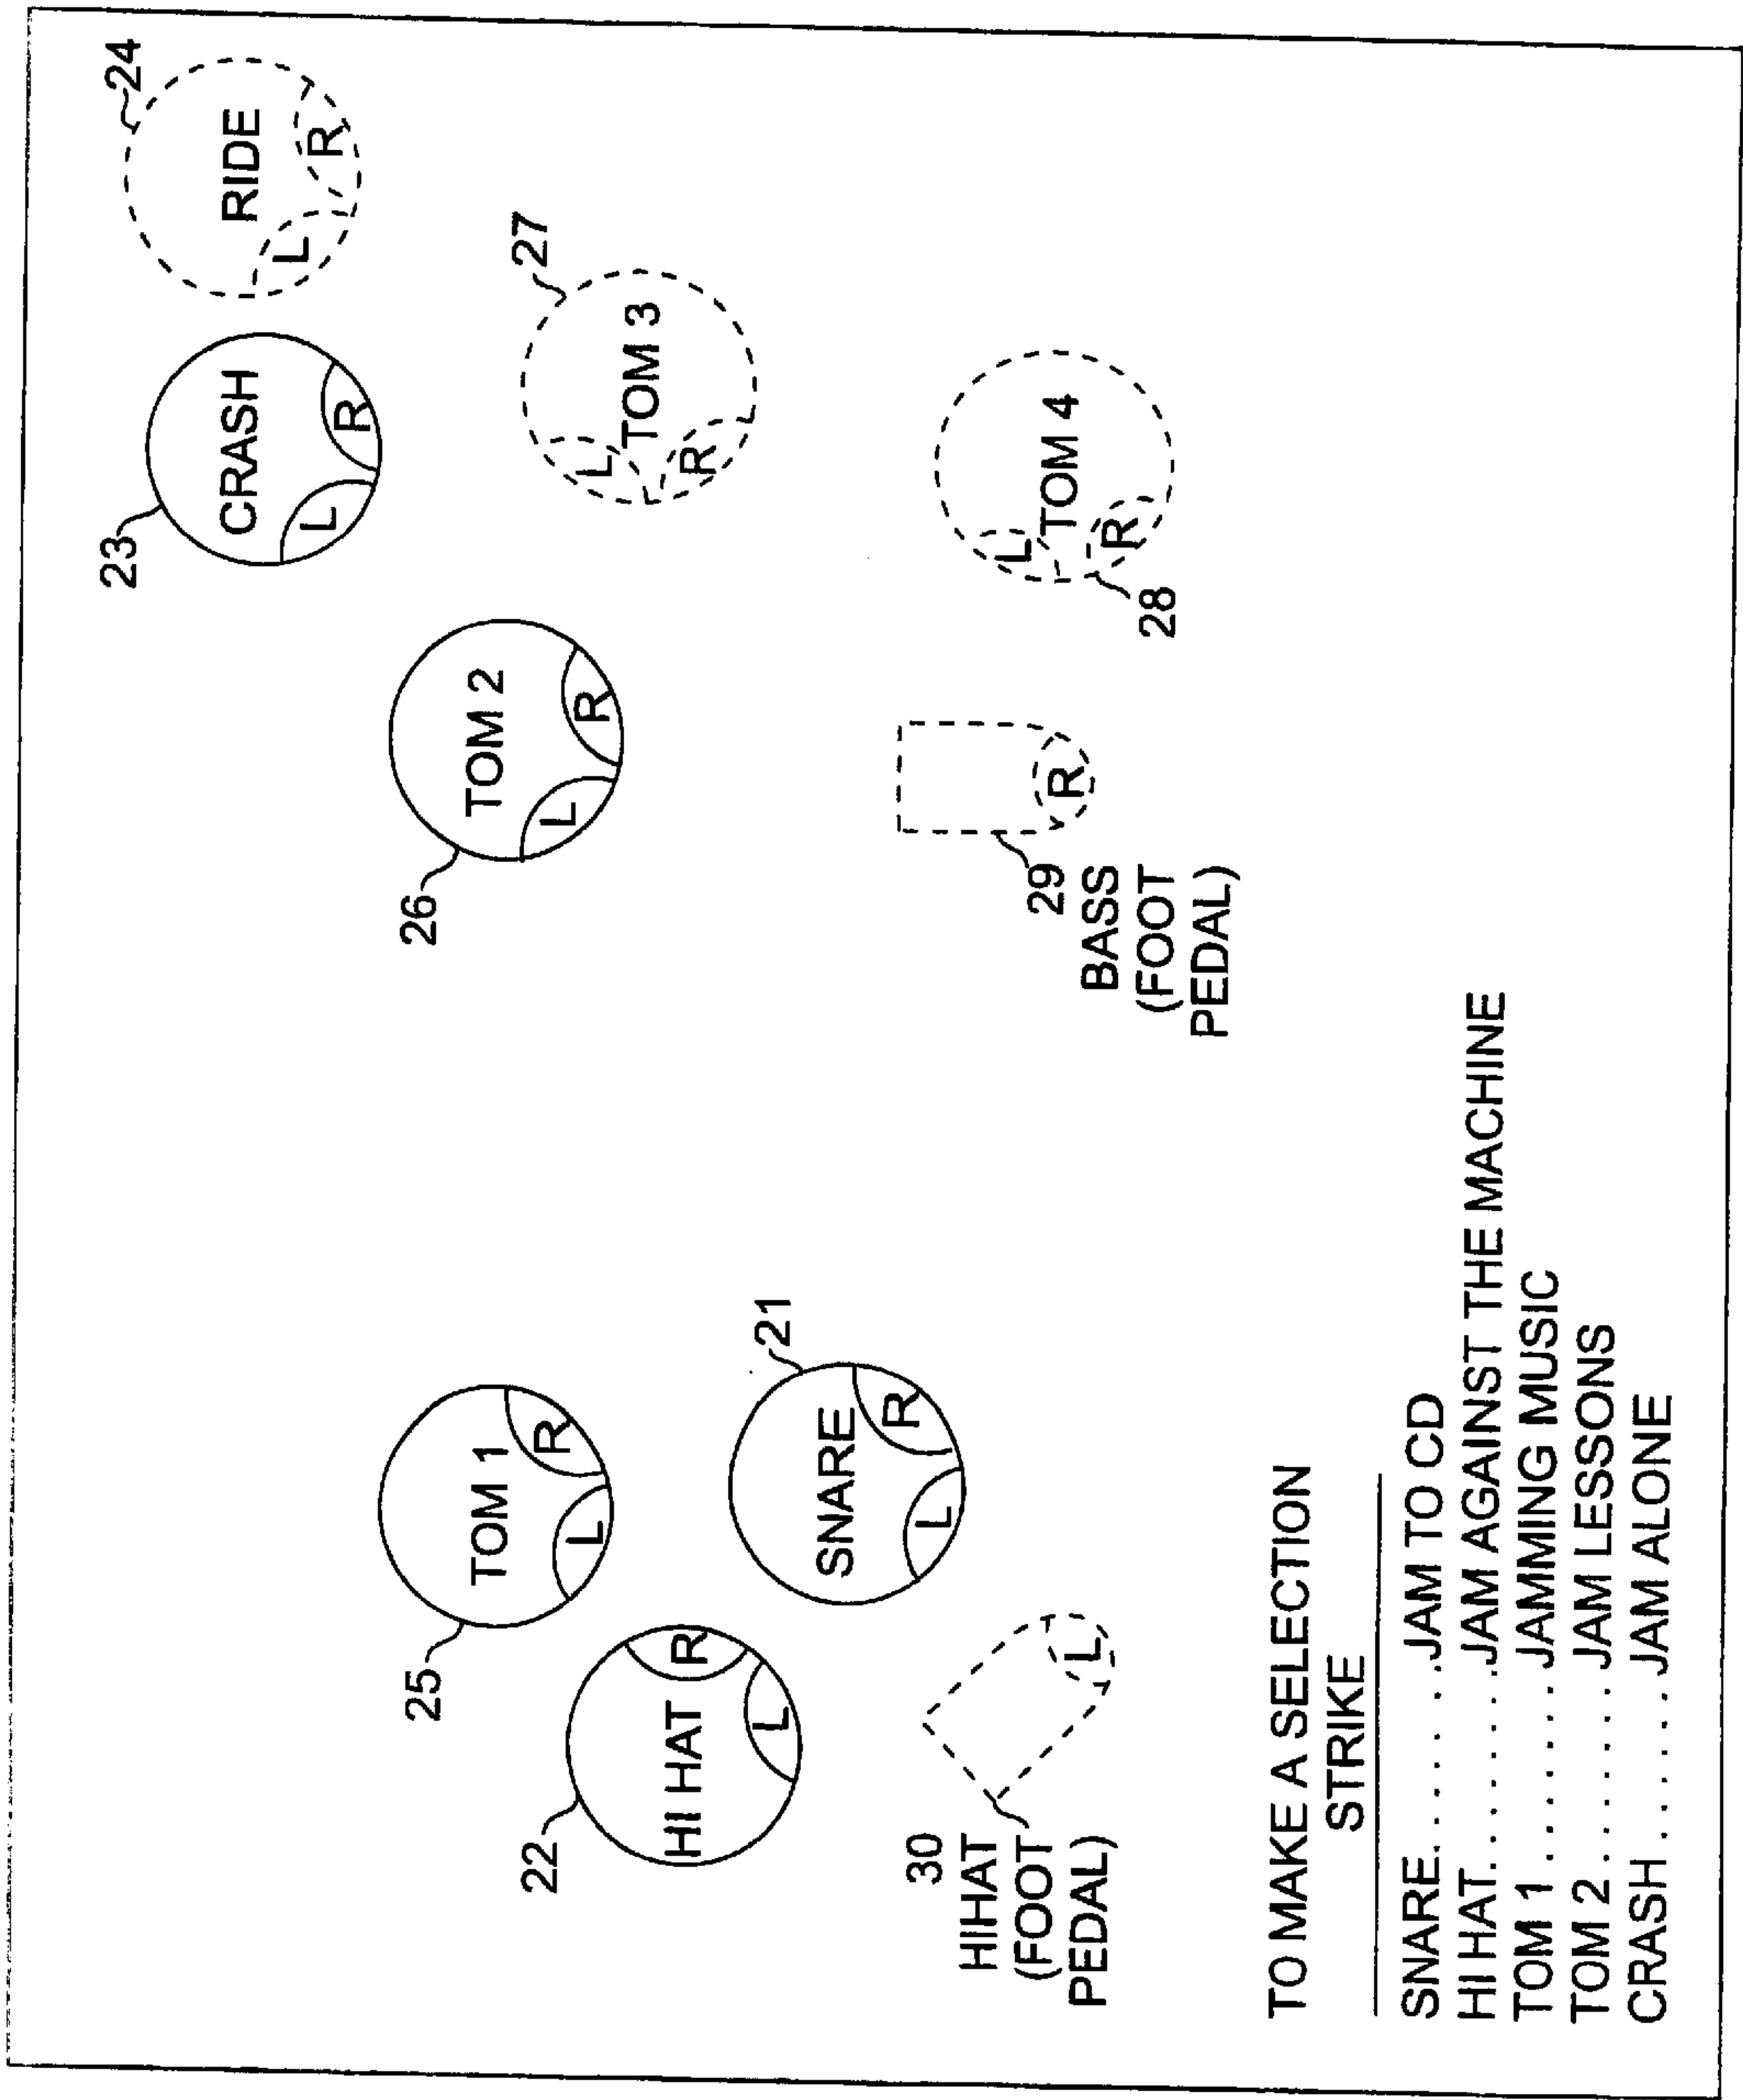 24
RIDE
L
R
23
CRASH
L
R
27
TOM 3
L
R
26
TOM 2
L
R
25
TOM 1
L
R
22
HI HAT
R
L
21
SNARE
L
R
TOM 4
L
R
28
R
29
BASS
(FOOT
PEDAL)
L
30
HIHAT
(FOOT
PEDAL)
TO MAKE A SELECTION
STRIKE
SNARE. . . . . . .JAM TO CD
HI HAT. . . . . . .JAM AGAINST THE MACHINE
TOM 1 . . . . . . . JAMMING MUSIC
TOM 2 . . . . . . . JAM LESSONS
CRASH . . . . . . JAM ALONE